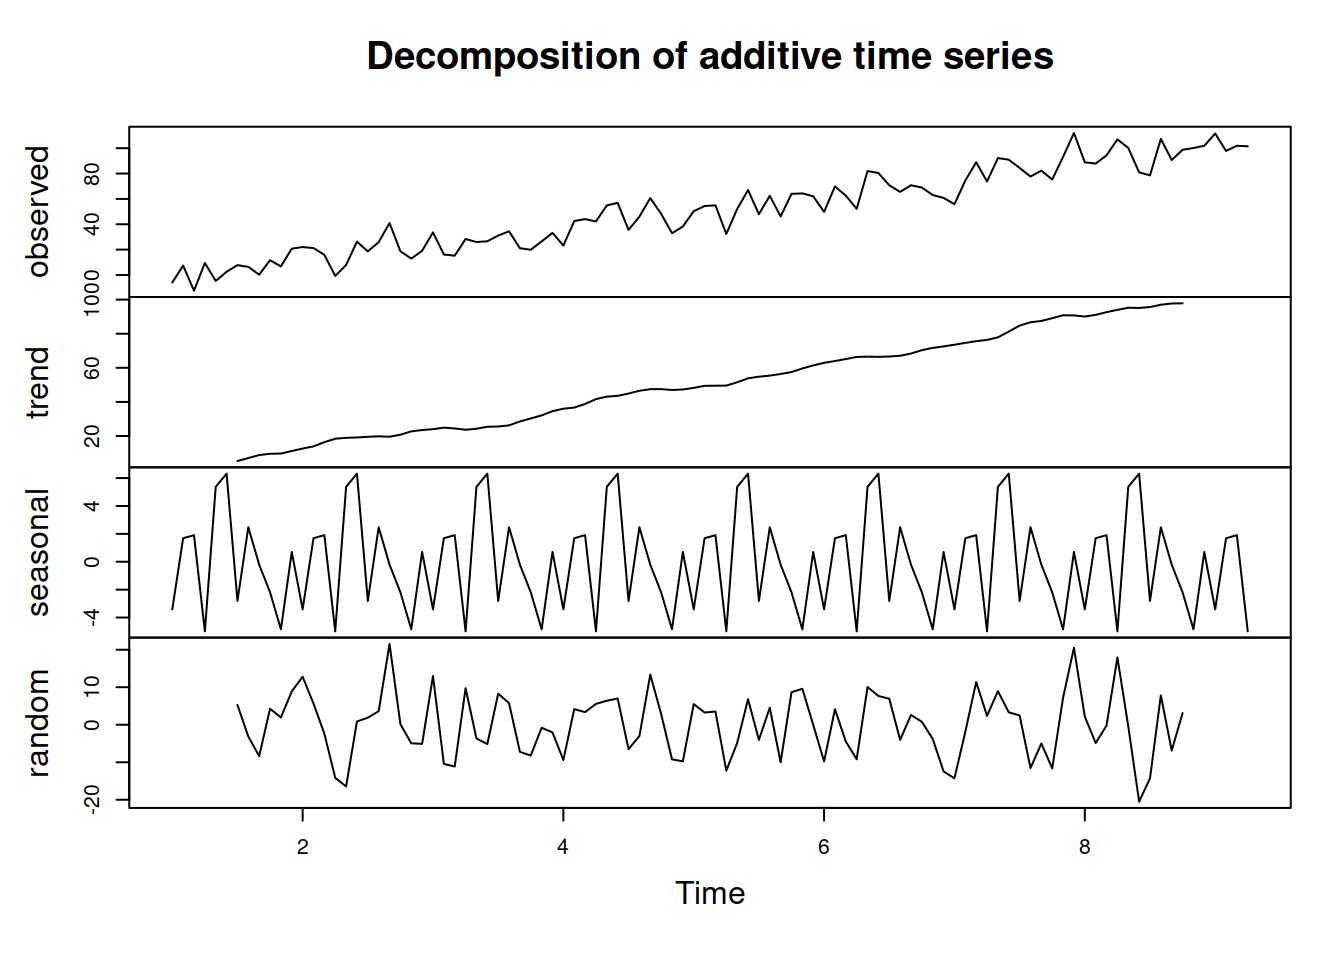 Decomposition of additive time series
observed
0 40 80
trend
20 60 100
seasonal
-4 0 4
random
-20 0 10
2 4 6 8
Time